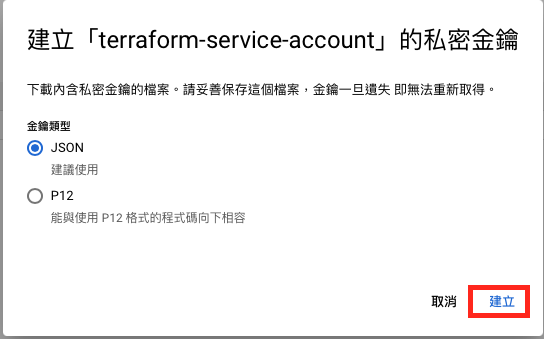 建立「terraform-service-account」的私密金鑰
下載內含私密金鑰的檔案。請妥善保存這個檔案，金鑰一旦遺失 即無法重新取得。
金鑰類型
JSON
建議使用
P12
能與使用 P12 格式的程式碼向下相容
取消 建立